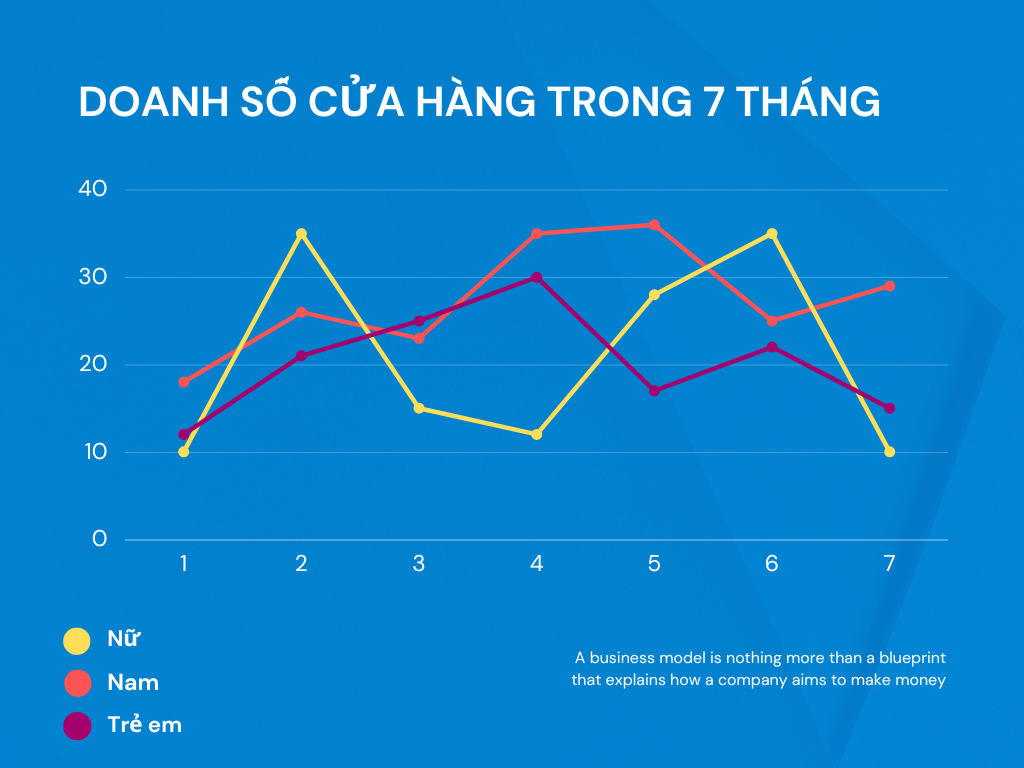 DOANH SỐ CỬA HÀNG TRONG 7 THÁNG
40
30
20
10
0
1 2 3 4 5 6 7
Nữ
Nam
Trẻ em
A business model is nothing more than a blueprint
that explains how a company aims to make money